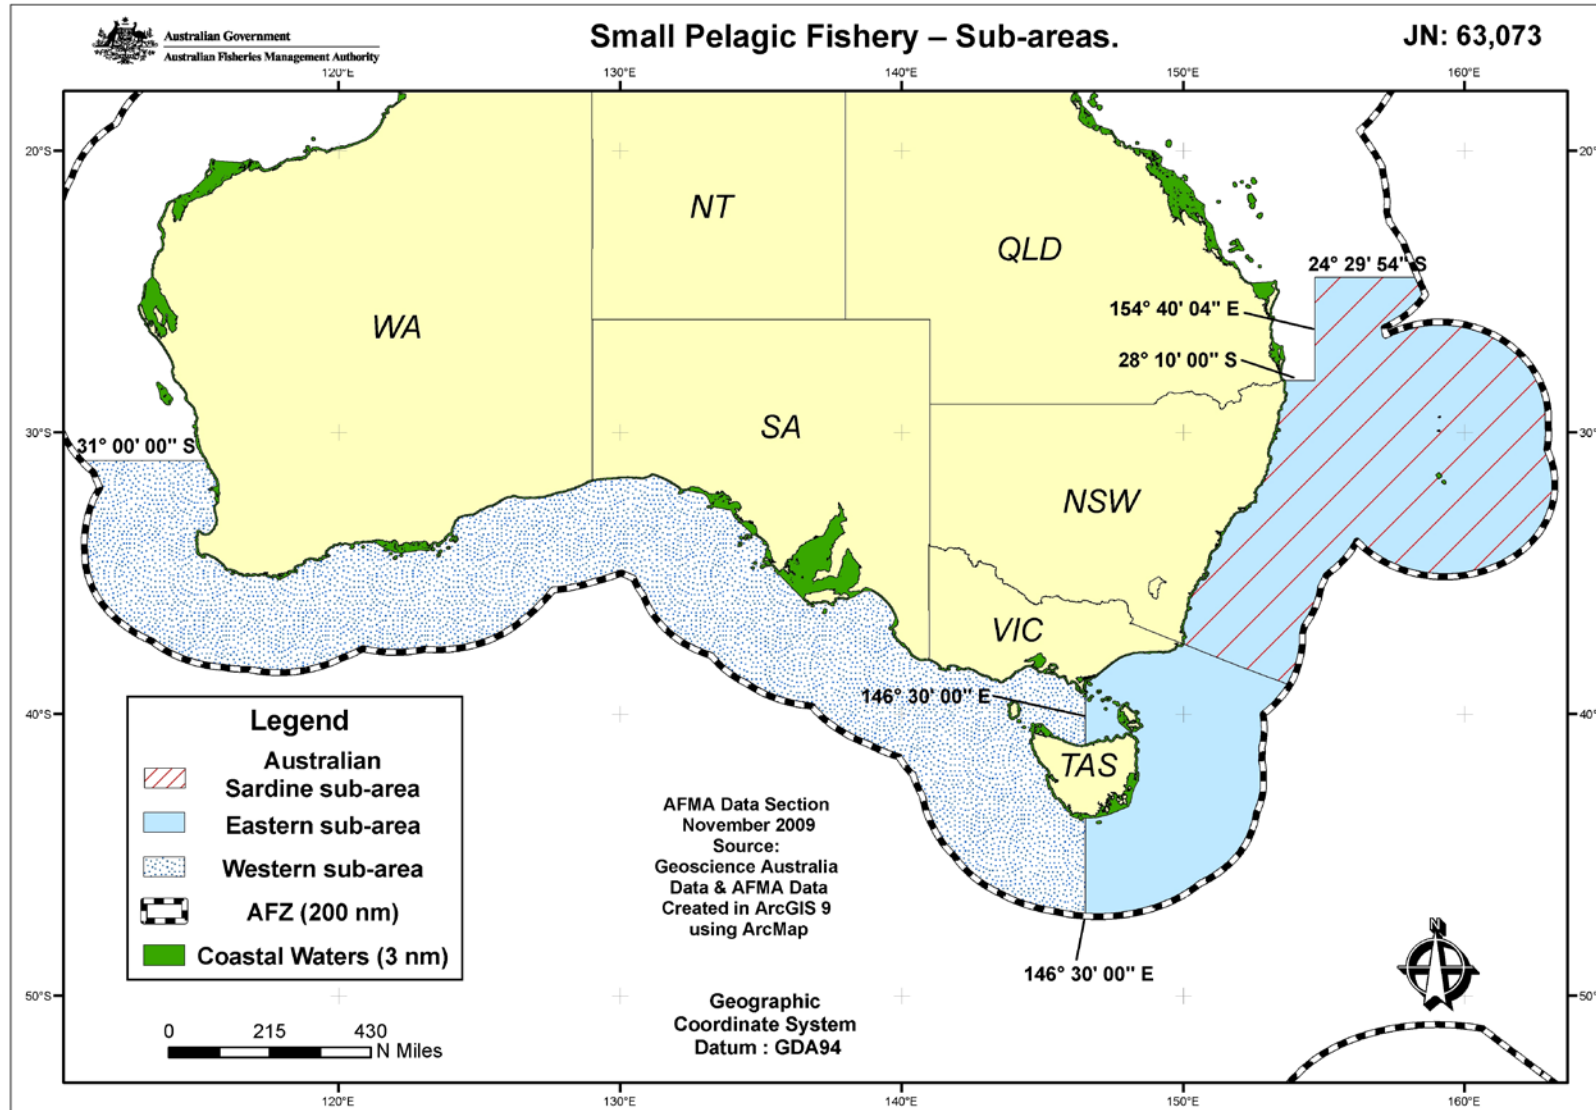 Australian Government
Australian Fisheries Management Authority
Small Pelagic Fishery – Sub-areas.
JN: 63,073
120°E 130°E 140°E 150°E 160°E
20°S 20°
NT
QLD
24° 29' 54" S
154° 40' 04" E
WA
28° 10' 00" S
SA
30°S 30°
31° 00' 00" S
NSW
VIC
146° 30' 00" E
40°S 40°
TAS
Legend
Australian
Sardine sub-area
Eastern sub-area
Western sub-area
AFZ (200 nm)
Coastal Waters (3 nm)
AFMA Data Section
November 2009
Source:
Geoscience Australia
Data & AFMA Data
Created in ArcGIS 9
using ArcMap
146° 30' 00" E
N
50°S 50°
Geographic
Coordinate System
Datum : GDA94
0 215 430
N Miles
120°E 130°E 140°E 150°E 160°E